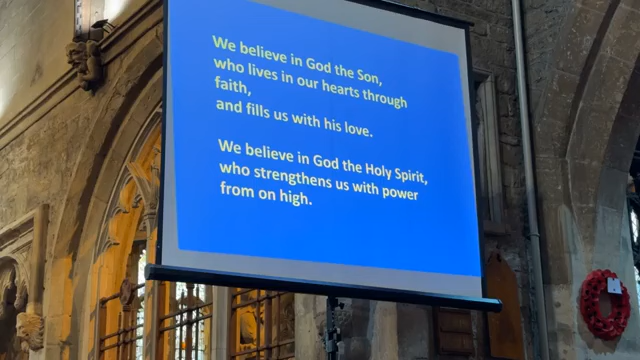 We believe in God the Son,
who lives in our hearts through
faith,
and fills us with his love.
We believe in God the Holy Spirit,
who strengthens us with power
from on high.